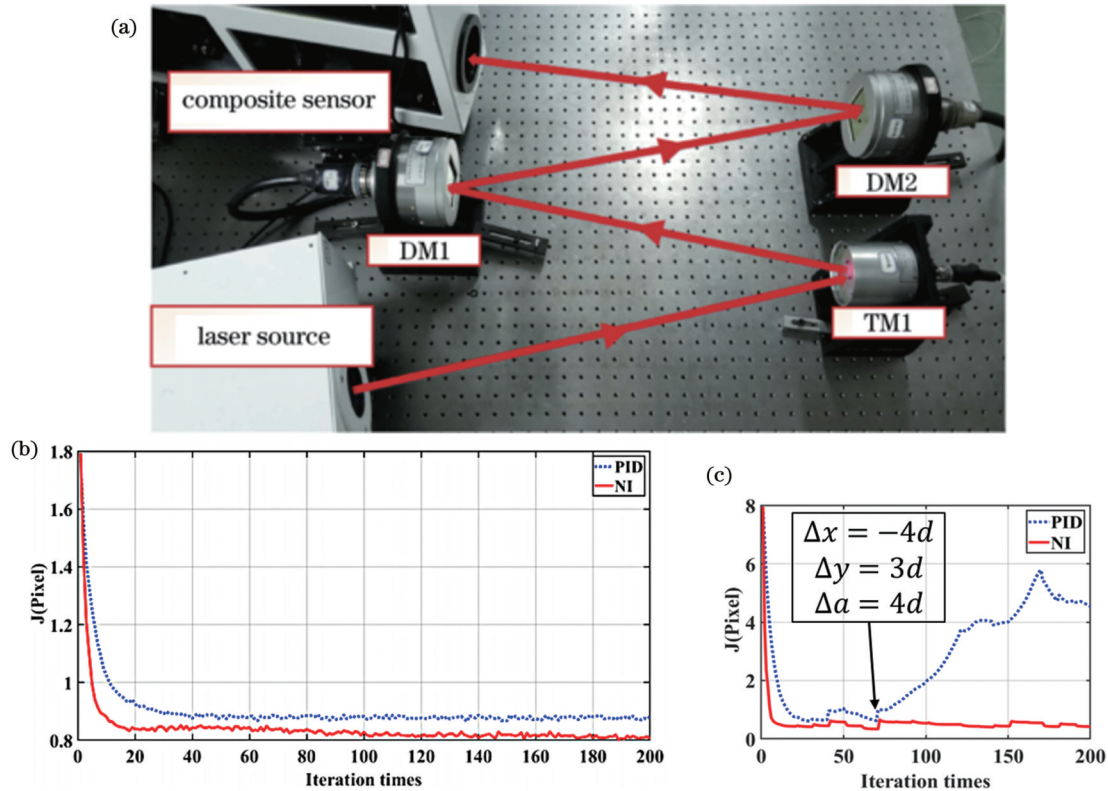 (a)
composite sensor
DM2
DM1
TM1
laser source
(b)
1.8
1.6
1.4
1.2
1
0.8
J(Pixel)
PID
NI
0
20
40
60
80
100
120
140
160
180
200
Iteration times
(c)
8
6
4
2
0
J(Pixel)
PID
NI
Δx = −4d
Δy = 3d
Δa = 4d
0
50
100
150
200
Iteration times